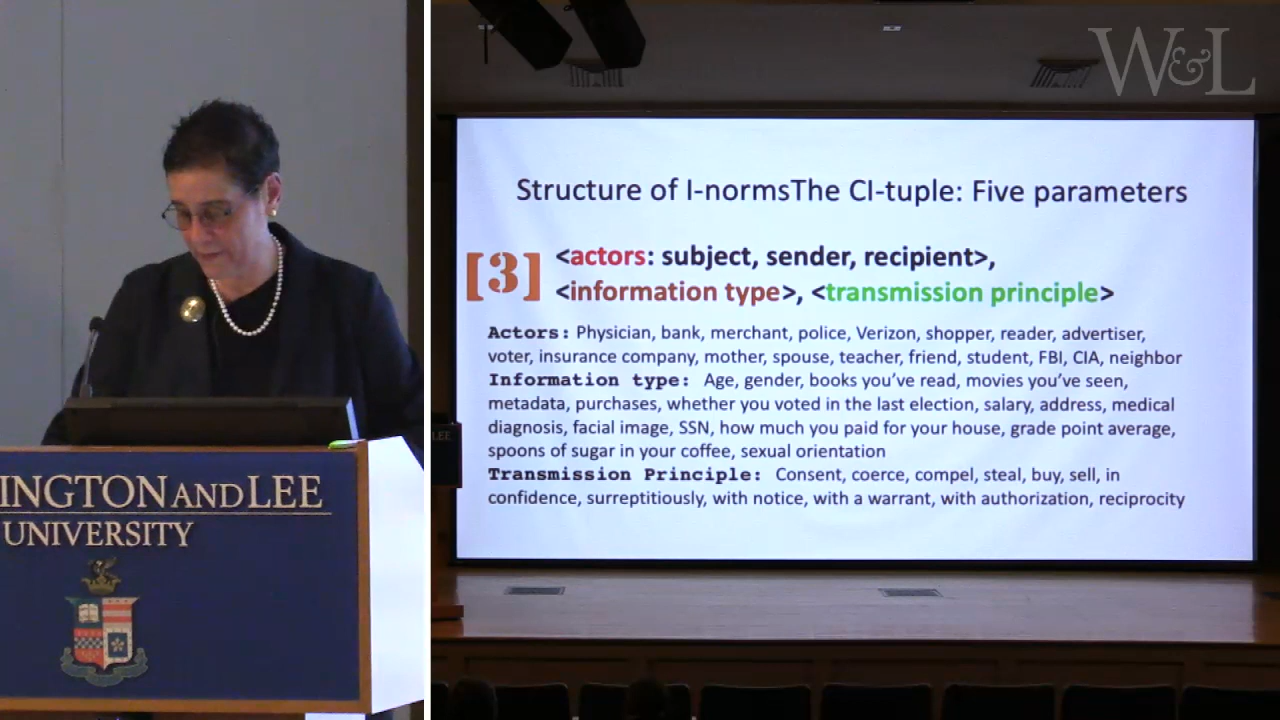 W&L
INGTON AND LEE
UNIVERSITY
LEE
Structure of I-normsThe CI-tuple: Five parameters
[3] <actors: subject, sender, recipient>,
<information type>, <transmission principle>
Actors: Physician, bank, merchant, police, Verizon, shopper, reader, advertiser,
voter, insurance company, mother, spouse, teacher, friend, student, FBI, CIA, neighbor
Information type: Age, gender, books you've read, movies you've seen,
metadata, purchases, whether you voted in the last election, salary, address, medical
diagnosis, facial image, SSN, how much you paid for your house, grade point average,
spoons of sugar in your coffee, sexual orientation
Transmission Principle: Consent, coerce, compel, steal, buy, sell, in
confidence, surreptitiously, with notice, with a warrant, with authorization, reciprocity